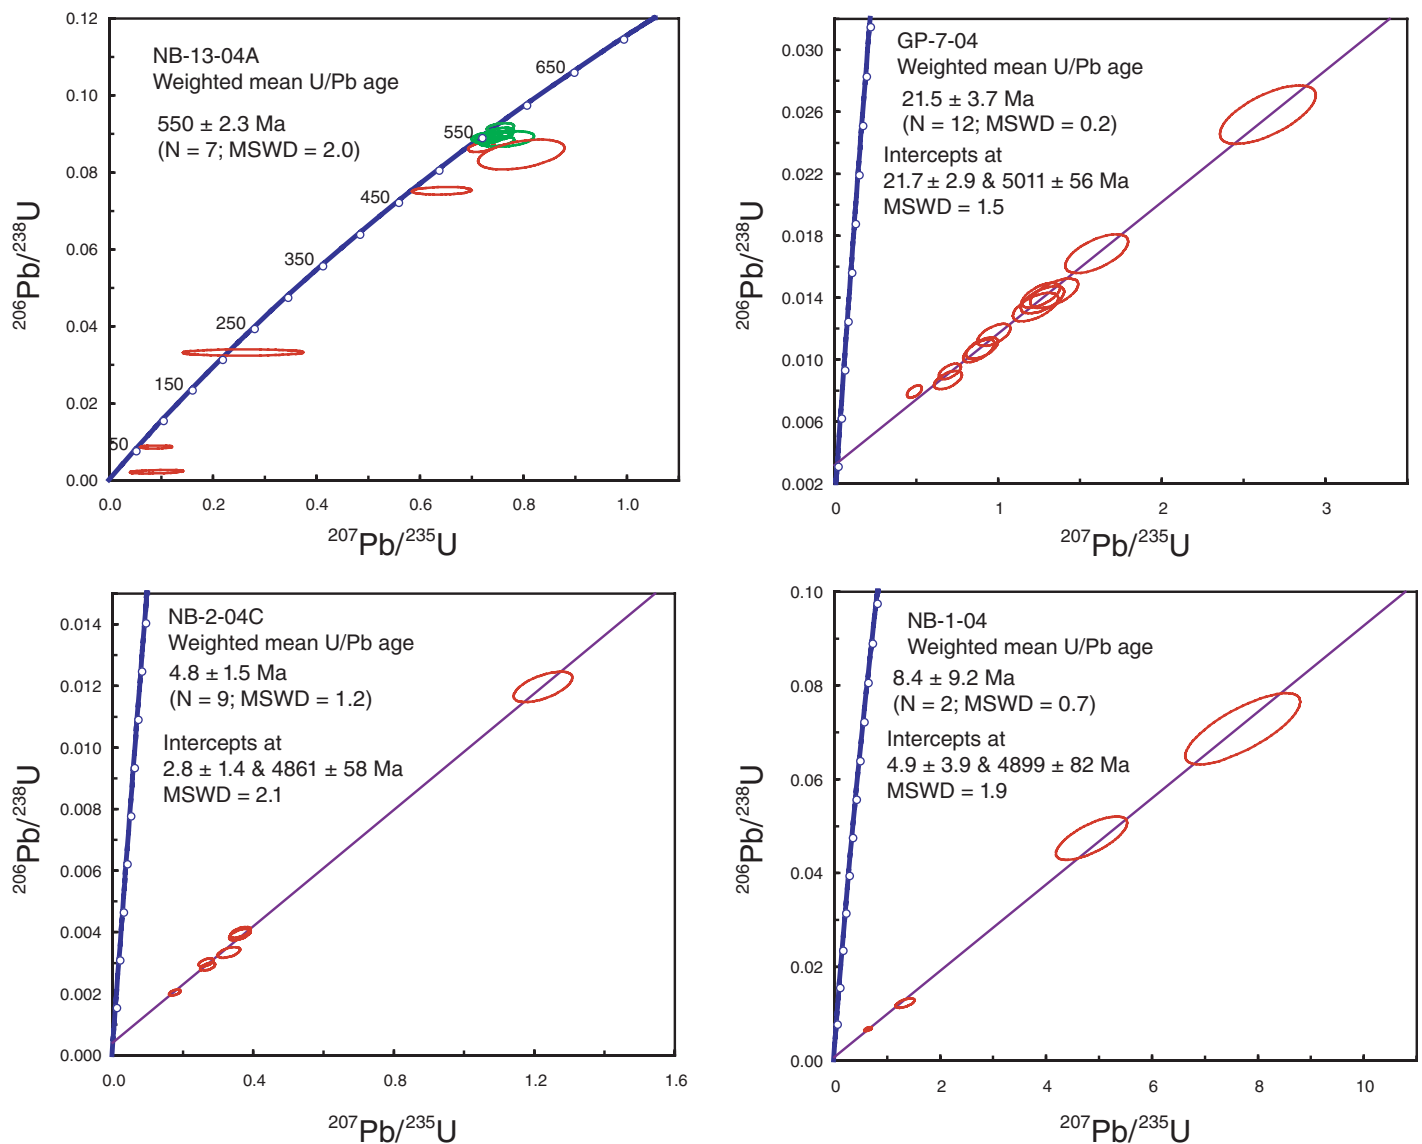 NB-13-04A
Weighted mean U/Pb age
550 ± 2.3 Ma
(N = 7; MSWD = 2.0)
0.12
0.10
0.08
0.06
0.04
0.02
0.00
206Pb/238U
50
150
250
350
450
550
650
0.0
0.2
0.4
0.6
0.8
1.0
207Pb/235U
GP-7-04
Weighted mean U/Pb age
21.5 ± 3.7 Ma
(N = 12; MSWD = 0.2)
Intercepts at
21.7 ± 2.9 & 5011 ± 56 Ma
MSWD = 1.5
0.030
0.026
0.022
0.018
0.014
0.010
0.006
0.002
206Pb/238U
0
1
2
3
207Pb/235U
NB-2-04C
Weighted mean U/Pb age
4.8 ± 1.5 Ma
(N = 9; MSWD = 1.2)
Intercepts at
2.8 ± 1.4 & 4861 ± 58 Ma
MSWD = 2.1
0.014
0.012
0.010
0.008
0.006
0.004
0.002
0.000
206Pb/238U
0.0
0.4
0.8
1.2
1.6
207Pb/235U
NB-1-04
Weighted mean U/Pb age
8.4 ± 9.2 Ma
(N = 2; MSWD = 0.7)
Intercepts at
4.9 ± 3.9 & 4899 ± 82 Ma
MSWD = 1.9
0.10
0.08
0.06
0.04
0.02
0.00
206Pb/238U
0
2
4
6
8
10
207Pb/235U